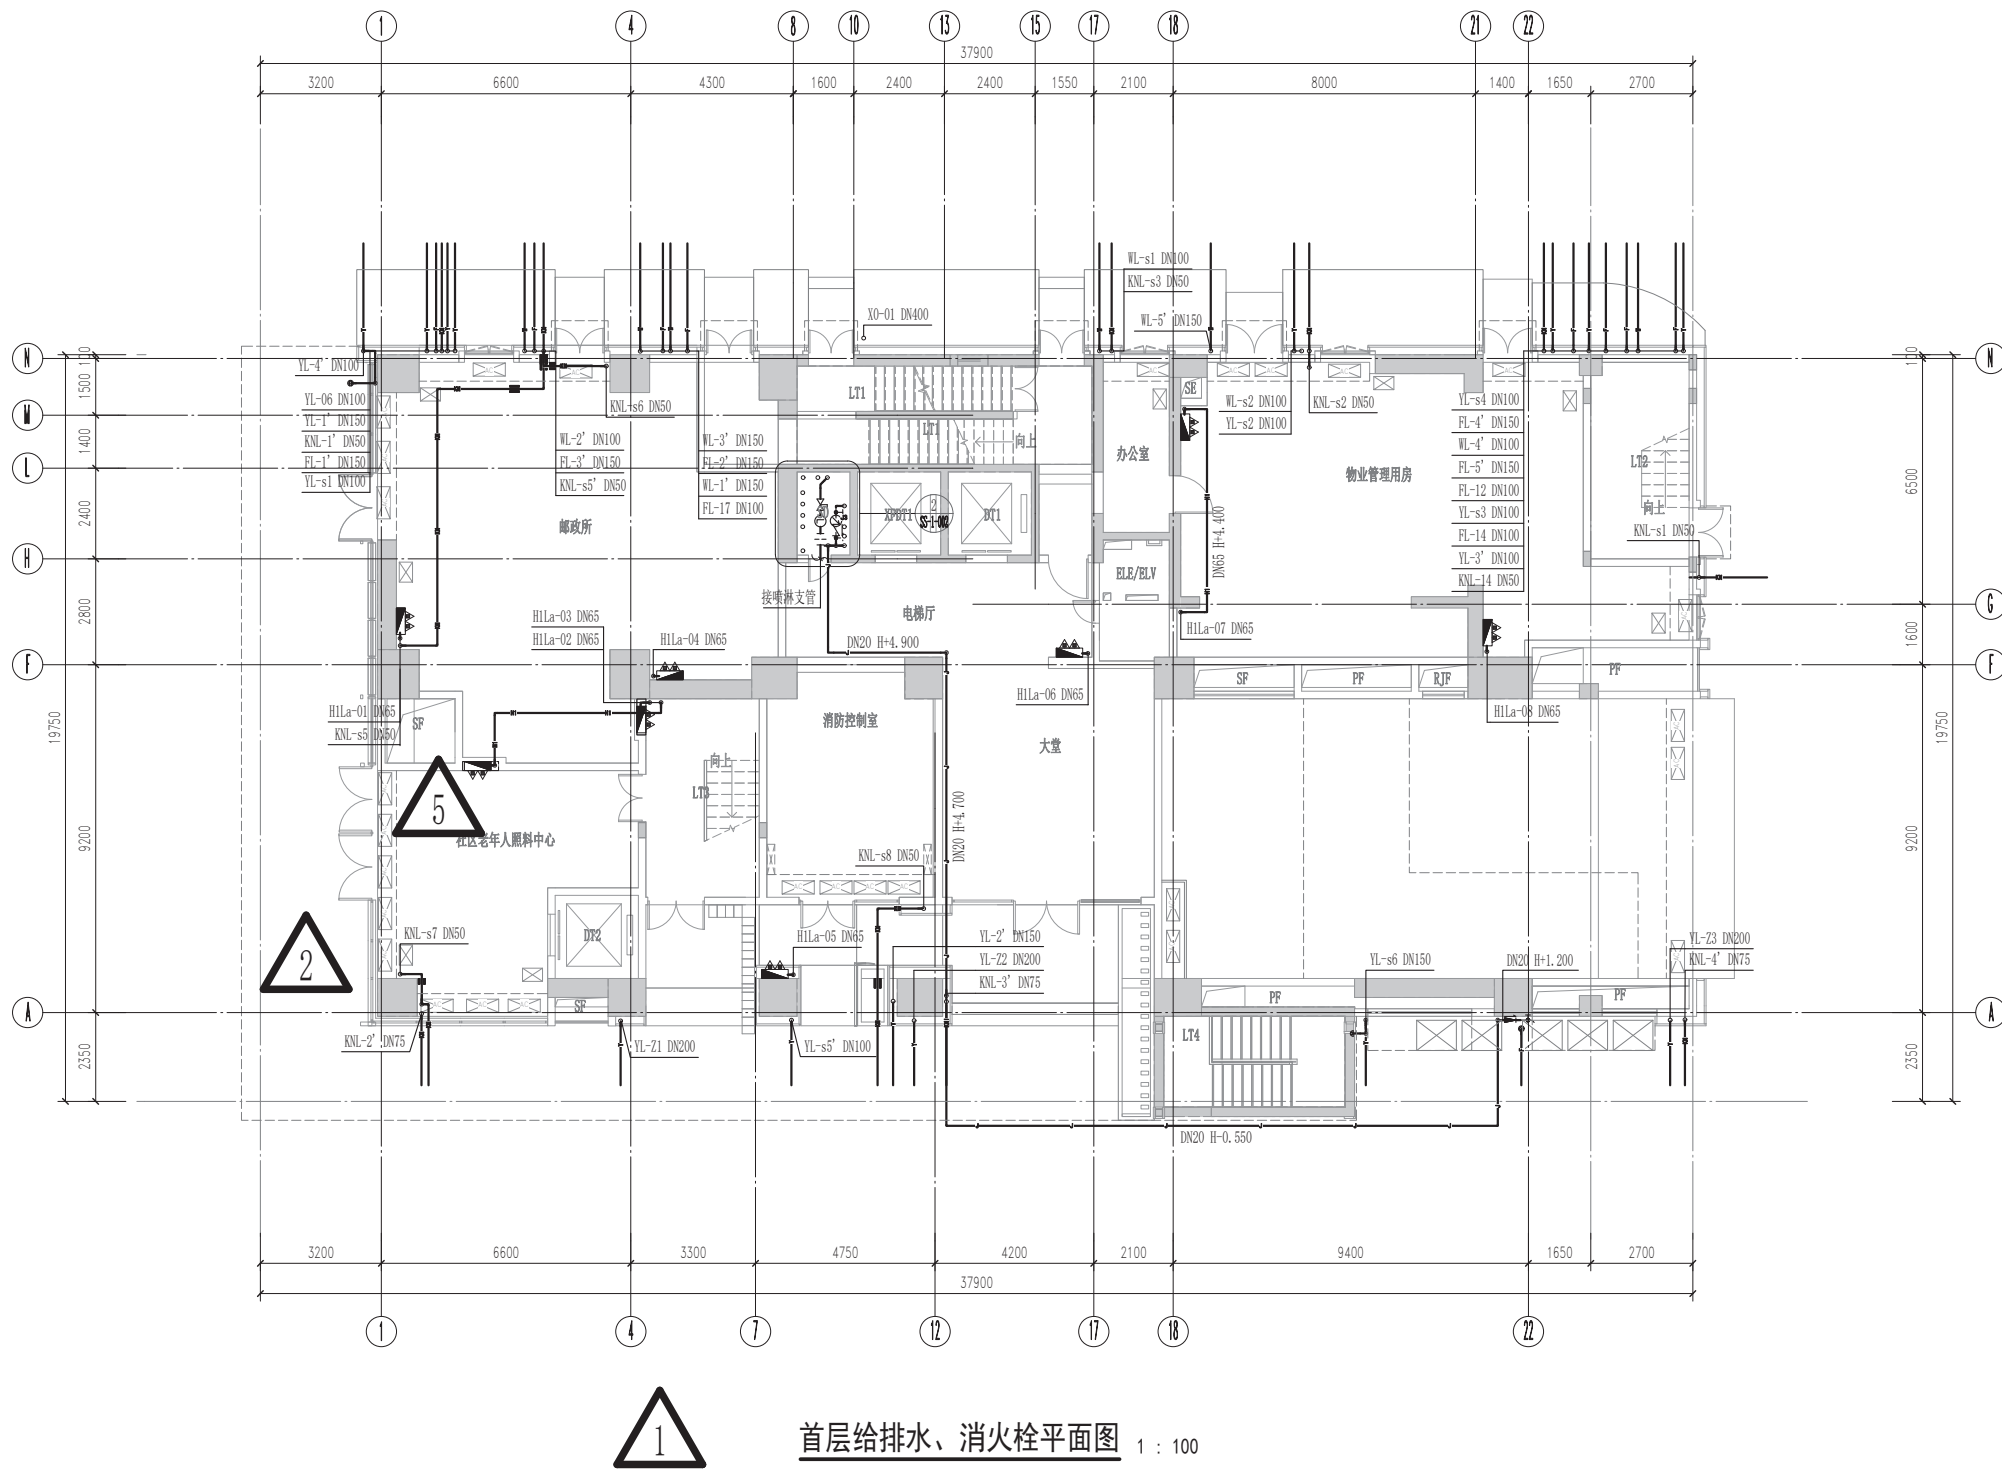 1 4 8 10 13 15 17 18 21 22
37900
3200 6600 4300 1600 2400 2400 1550 2100 8000 1400 1650 2700
WL-s1 DN100
KNL-s3 DN50
XO-01 DN400
WL-5' DN150
N N
YL-4' DN100
YL-06 DN100
YL-1' DN150
KNL-1' DN50
FL-1' DN150
YL-s1 DN100
KNL-s6 DN50
WL-2' DN100
FL-3' DN150
KNL-s5' DN50
WL-3' DN150
FL-2' DN150
WL-1' DN150
FL-17 DN100
LT1
LT1
向上
SE
办公室
WL-s2 DN100
YL-s2 DN100
KNL-s2 DN50
YL-s4 DN100
FL-4' DN150
WL-4' DN100
FL-5' DN150
FL-12 DN100
YL-s3 DN100
FL-14 DN100
YL-3' DN100
KNL-14 DN50
物业管理用房
LT2
向上
KNL-s1 DN50
M
L
邮政所
XFDT1
2
SS-1-002
DT1
DN65 H+4.400
H
ELE/ELV
接喷淋支管
电梯厅
G
H1La-03 DN65
H1La-02 DN65
H1La-04 DN65
DN20 H+4.900
H1La-07 DN65
F F
SF PF RJF PF
H1La-06 DN65
H1La-08 DN65
H1La-01 DN65
KNL-s5 DN50
SF
消防控制室
大堂
向上
LT3
DN20 H+4.700
5
社区老年人照料中心
KNL-s8 DN50
2
KNL-s7 DN50
DT2
H1La-05 DN65
YL-2' DN150
YL-Z2 DN200
KNL-3' DN75
YL-s6 DN150
DN20 H+1.200
YL-Z3 DN200
KNL-4' DN75
A A
SF
PF PF
KNL-2' DN75
YL-Z1 DN200
YL-s5' DN100
LT4
DN20 H-0.550
1500 1400 2400 2800 9200 2350
19750
6500 1600 9200 2350
19750
3200 6600 3300 4750 4200 2100 9400 1650 2700
37900
1 4 7 12 17 18 22
1
首层给排水、消火栓平面图 1 : 100